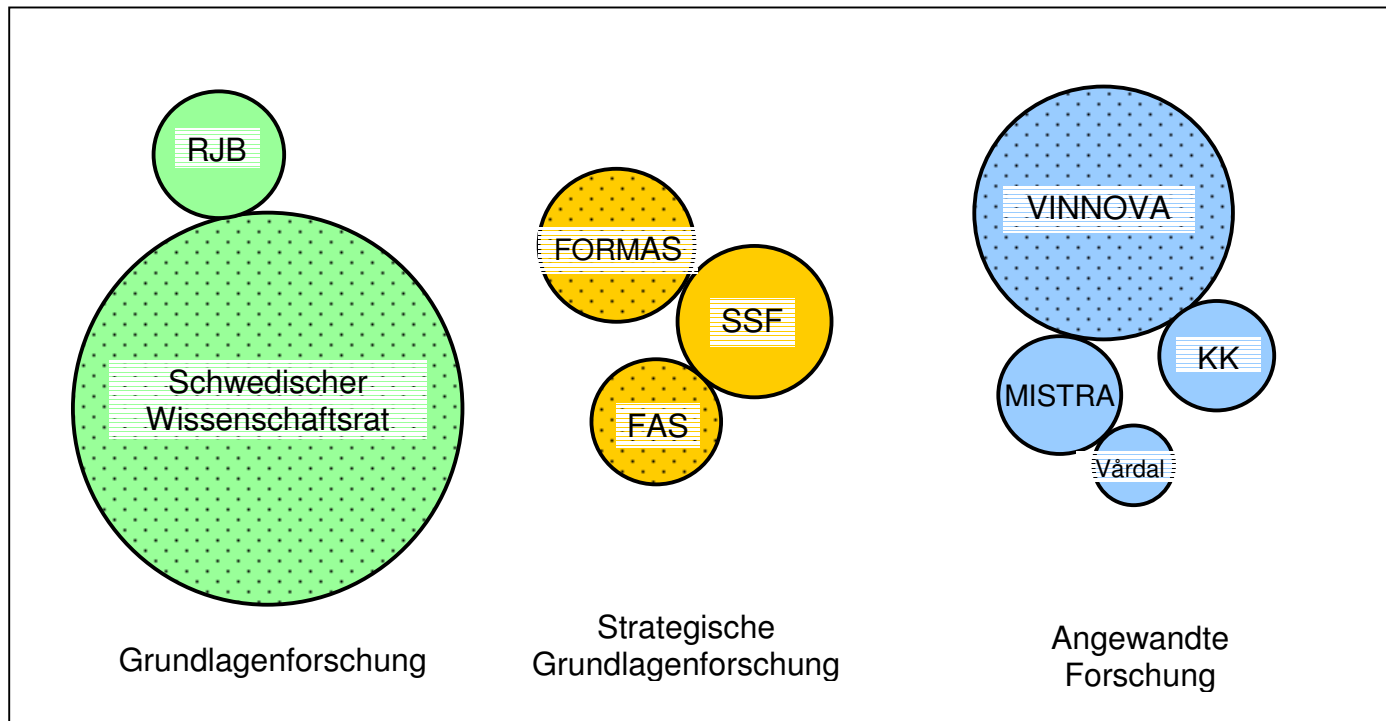 RJB
Schwedischer
Wissenschaftsrat
Grundlagenforschung
FORMAS
SSF
FAS
Strategische
Grundlagenforschung
VINNOVA
KK
MISTRA
Vårdal
Angewandte
Forschung